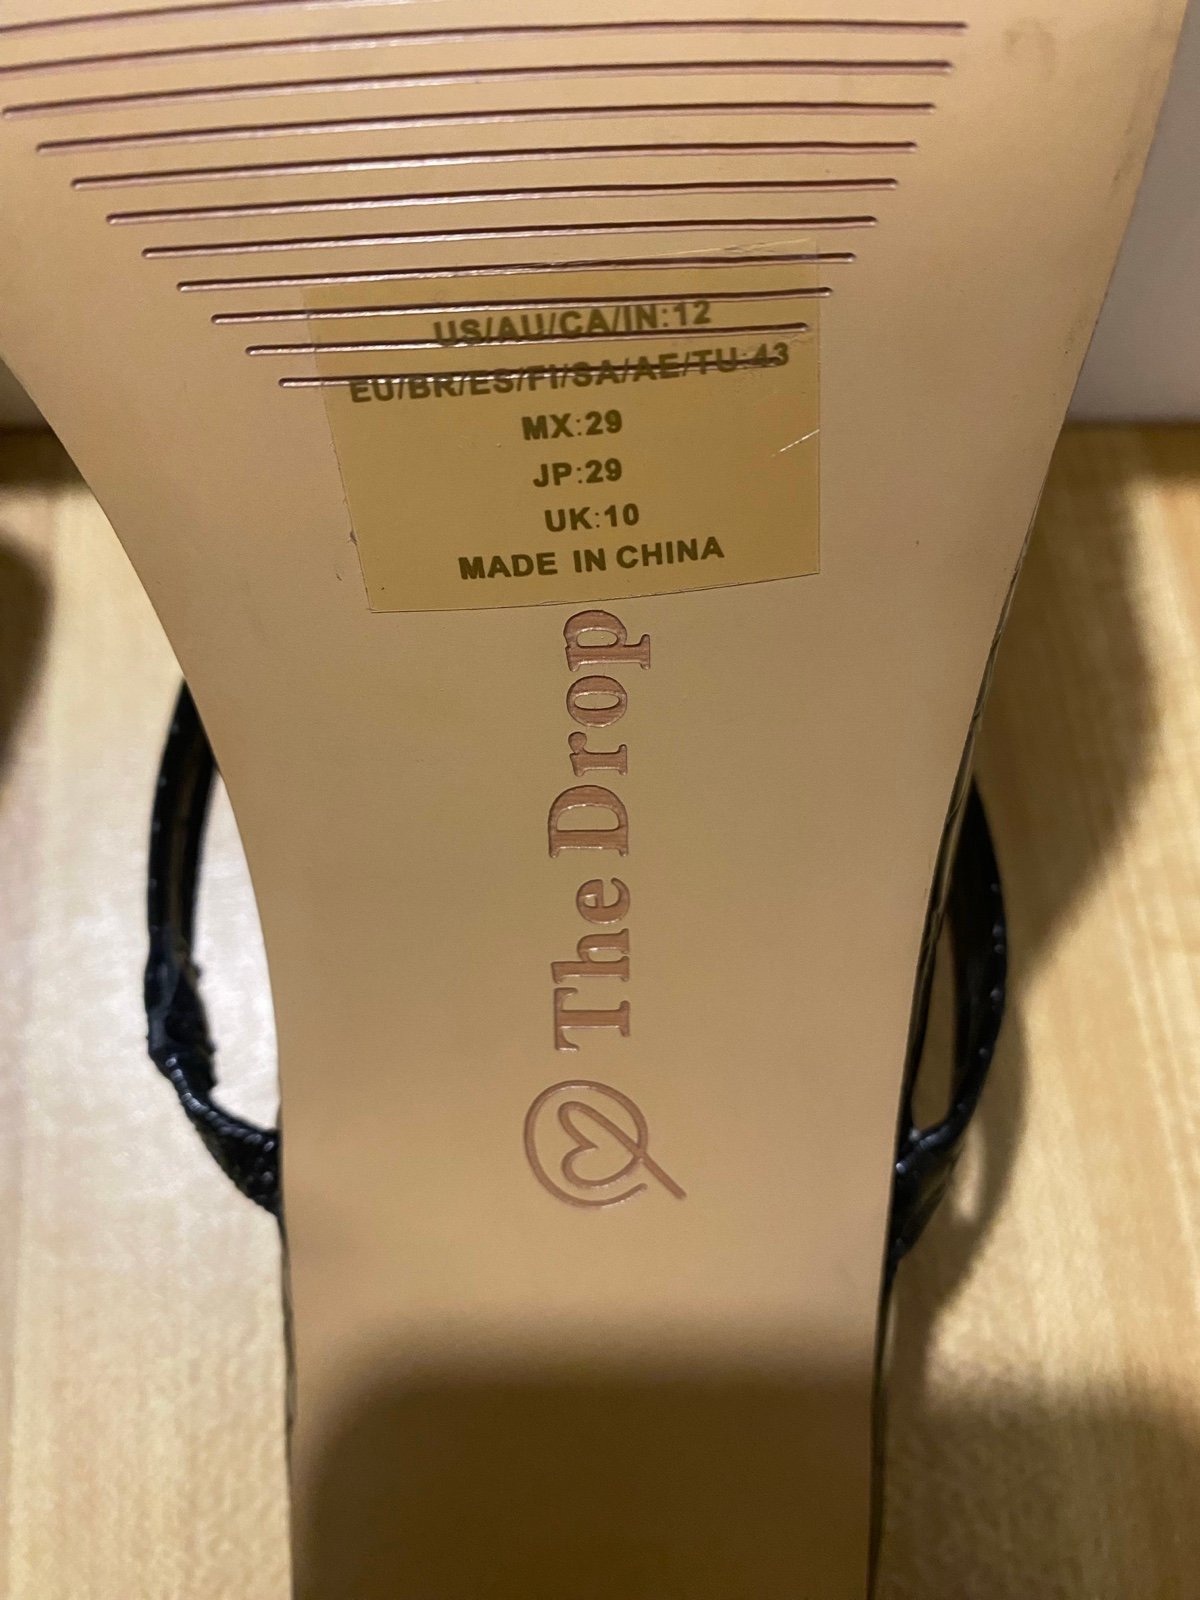 US/AU/CA/IN:12
EU/BR/ES/FI/SA/AE/TU:43
MX:29
JP:29
UK:10
MADE IN CHINA
The Drop